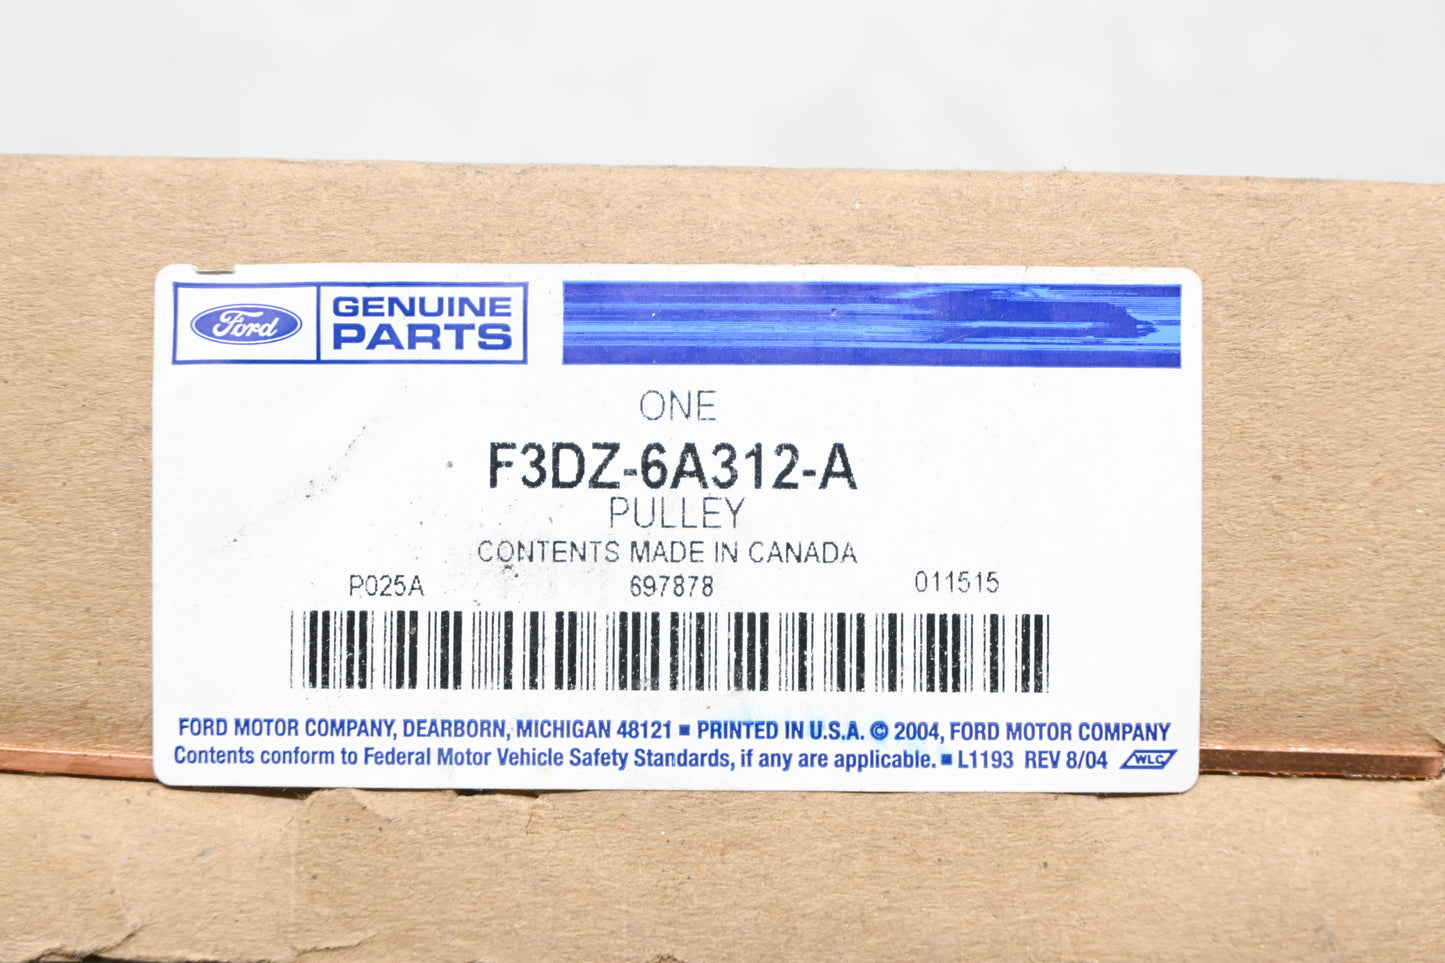 Ford
GENUINE
PARTS
ONE
F3DZ-6A312-A
PULLEY
CONTENTS MADE IN CANADA
P025A 697878 011515
FORD MOTOR COMPANY, DEARBORN, MICHIGAN 48121 ■ PRINTED IN U.S.A. © 2004, FORD MOTOR COMPANY
Contents conform to Federal Motor Vehicle Safety Standards, if any are applicable. ■ L1193 REV 8/04 WLC